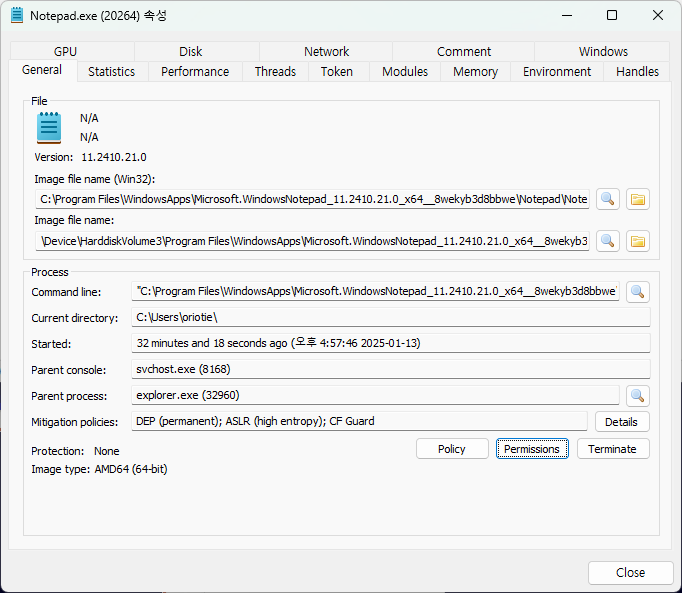 Notepad.exe (20264) 속성
GPU Disk Network Comment Windows
General Statistics Performance Threads Token Modules Memory Environment Handles
File
N/A
N/A
Version: 11.2410.21.0
Image file name (Win32):
C:\Program Files\WindowsApps\Microsoft.WindowsNotepad_11.2410.21.0_x64__8wekyb3d8bbwe\Notepad\Note
Image file name:
\Device\HarddiskVolume3\Program Files\WindowsApps\Microsoft.WindowsNotepad_11.2410.21.0_x64__8wekyb3
Process
Command line: "C:\Program Files\WindowsApps\Microsoft.WindowsNotepad_11.2410.21.0_x64__8wekyb3d8bbwe\
Current directory: C:\Users\oriotie\
Started: 32 minutes and 18 seconds ago (오후 4:57:46 2025-01-13)
Parent console: svchost.exe (8168)
Parent process: explorer.exe (32960)
Mitigation policies: DEP (permanent); ASLR (high entropy); CF Guard Details
Protection: None Policy Permissions Terminate
Image type: AMD64 (64-bit)
Close